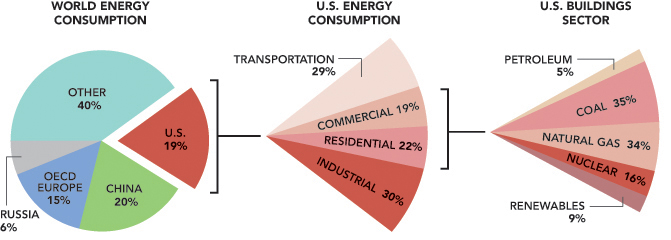 WORLD ENERGY
CONSUMPTION
OTHER
40%
U.S.
19%
CHINA
20%
OECD
EUROPE
15%
RUSSIA
6%
U.S. ENERGY
CONSUMPTION
TRANSPORTATION
29%
COMMERCIAL 19%
RESIDENTIAL 22%
INDUSTRIAL 30%
U.S. BUILDINGS
SECTOR
PETROLEUM
5%
COAL 35%
NATURAL GAS 34%
NUCLEAR 16%
RENEWABLES
9%